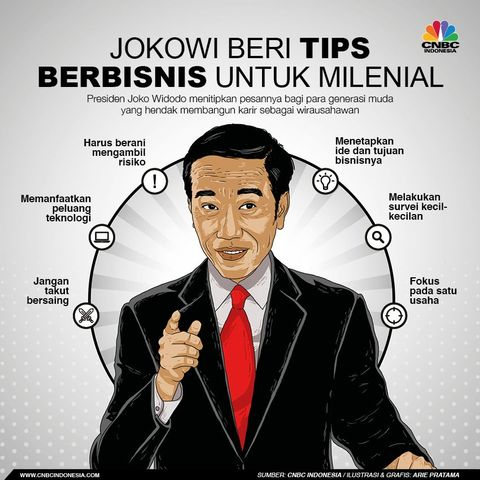 CNBC
INDONESIA
JOKOWI BERI TIPS
BERBISNIS UNTUK MILENIAL
Presiden Joko Widodo menitipkan pesannya bagi para generasi muda
yang hendak membangun karir sebagai wirausahawan
Harus berani
mengambil
risiko
Menetapkan
ide dan tujuan
bisnisnya
Memanfaatkan
peluang
teknologi
Melakukan
survei kecil-
kecilan
Jangan
takut
bersaing
Fokus
pada satu
usaha
WWW.CNBCINDONESIA.COM
SUMBER: CNBC INDONESIA / ILUSTRASI & GRAFIS: ARIE PRATAMA